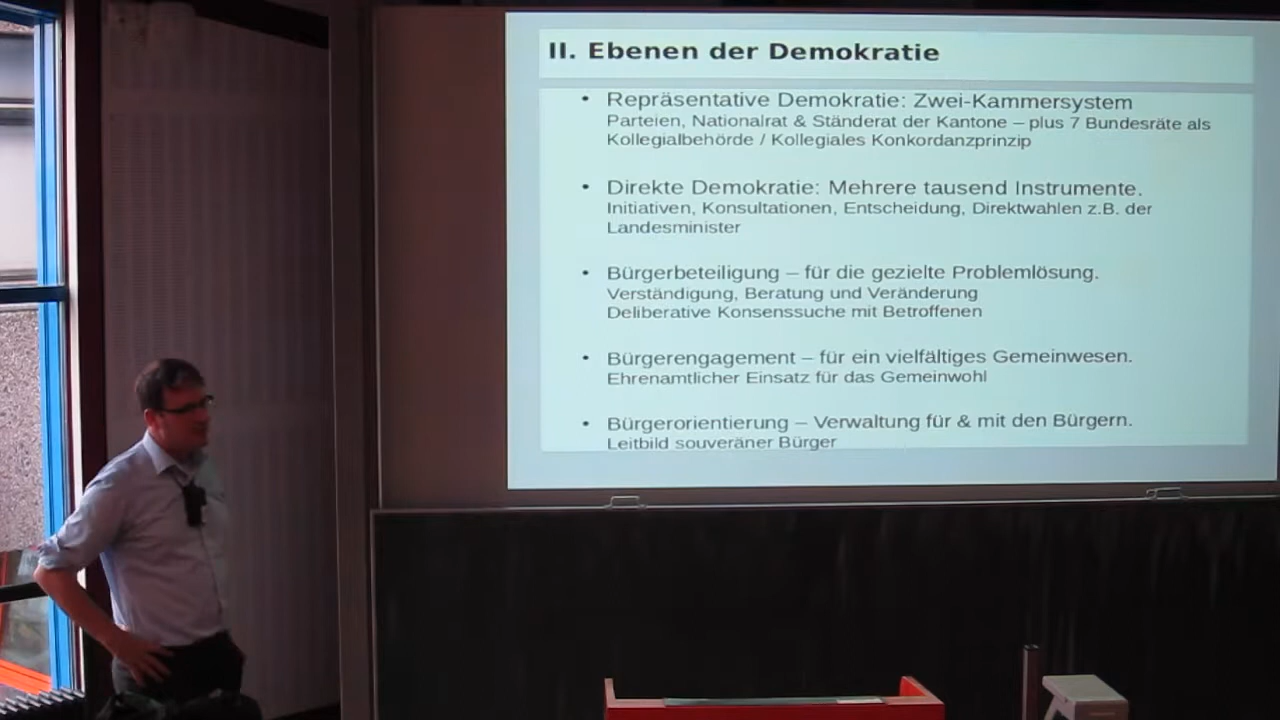 II. Ebenen der Demokratie
• Repräsentative Demokratie: Zwei-Kammersystem
Parteien, Nationalrat & Ständerat der Kantone – plus 7 Bundesräte als
Kollegialbehörde / Kollegiales Konkordanzprinzip
• Direkte Demokratie: Mehrere tausend Instrumente.
Initiativen, Konsultationen, Entscheidung, Direktwahlen z.B. der
Landesminister
• Bürgerbeteiligung – für die gezielte Problemlösung.
Verständigung, Beratung und Veränderung
Deliberative Konsenssuche mit Betroffenen
• Bürgerengagement – für ein vielfältiges Gemeinwesen.
Ehrenamtlicher Einsatz für das Gemeinwohl
• Bürgerorientierung – Verwaltung für & mit den Bürgern.
Leitbild souveräner Bürger